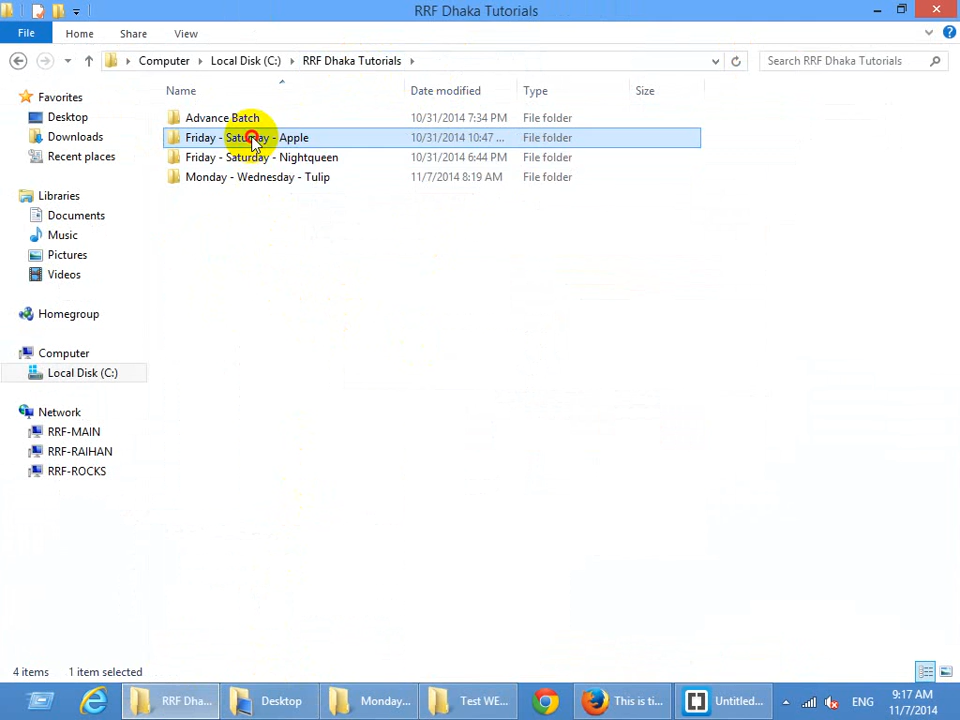 RRF Dhaka Tutorials
File Home Share View
Computer Local Disk (C:) RRF Dhaka Tutorials
Search RRF Dhaka Tutorials
Name Date modified Type Size
Favorites
Desktop
Downloads
Recent places
Libraries
Documents
Music
Pictures
Videos
Homegroup
Computer
Local Disk (C:)
Network
RRF-MAIN
RRF-RAIHAN
RRF-ROCKS
Advance Batch 10/31/2014 7:34 PM File folder
Friday - Saturday - Apple 10/31/2014 10:47 ... File folder
Friday - Saturday - Nightqueen 10/31/2014 6:44 PM File folder
Monday - Wednesday - Tulip 11/7/2014 8:19 AM File folder
4 items 1 item selected
RRF Dha... Desktop Monday... Test WE... This is ti... Untitled... ENG 9:17 AM
11/7/2014